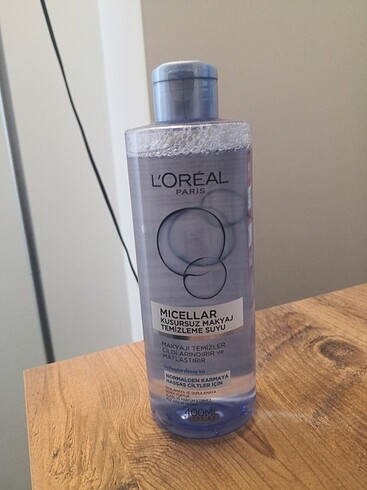 L'ORÉAL
PARIS
MICELLAR
KUSURSUZ MAKYAJ
TEMİZLEME SUYU
MAKYAJI TEMİZLER,
CİLDİ ARINDIRIR ve
MATLAŞTIRIR
NORMALDEN KARMAYA
HASSAS CİLTLER İÇİN
400ML